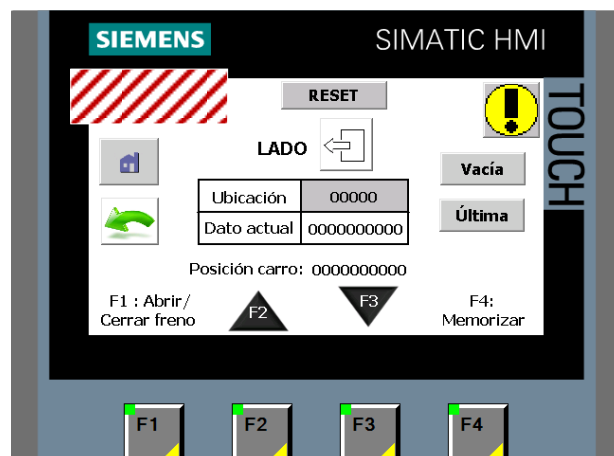 SIEMENS
SIMATIC HMI
TOUCH
RESET
LADO
Vacía
Ubicación 00000
Última
Dato actual 0000000000
Posición carro: 0000000000
F1 : Abrir/
Cerrar freno
F2
F3
F4:
Memorizar
F1 F2 F3 F4